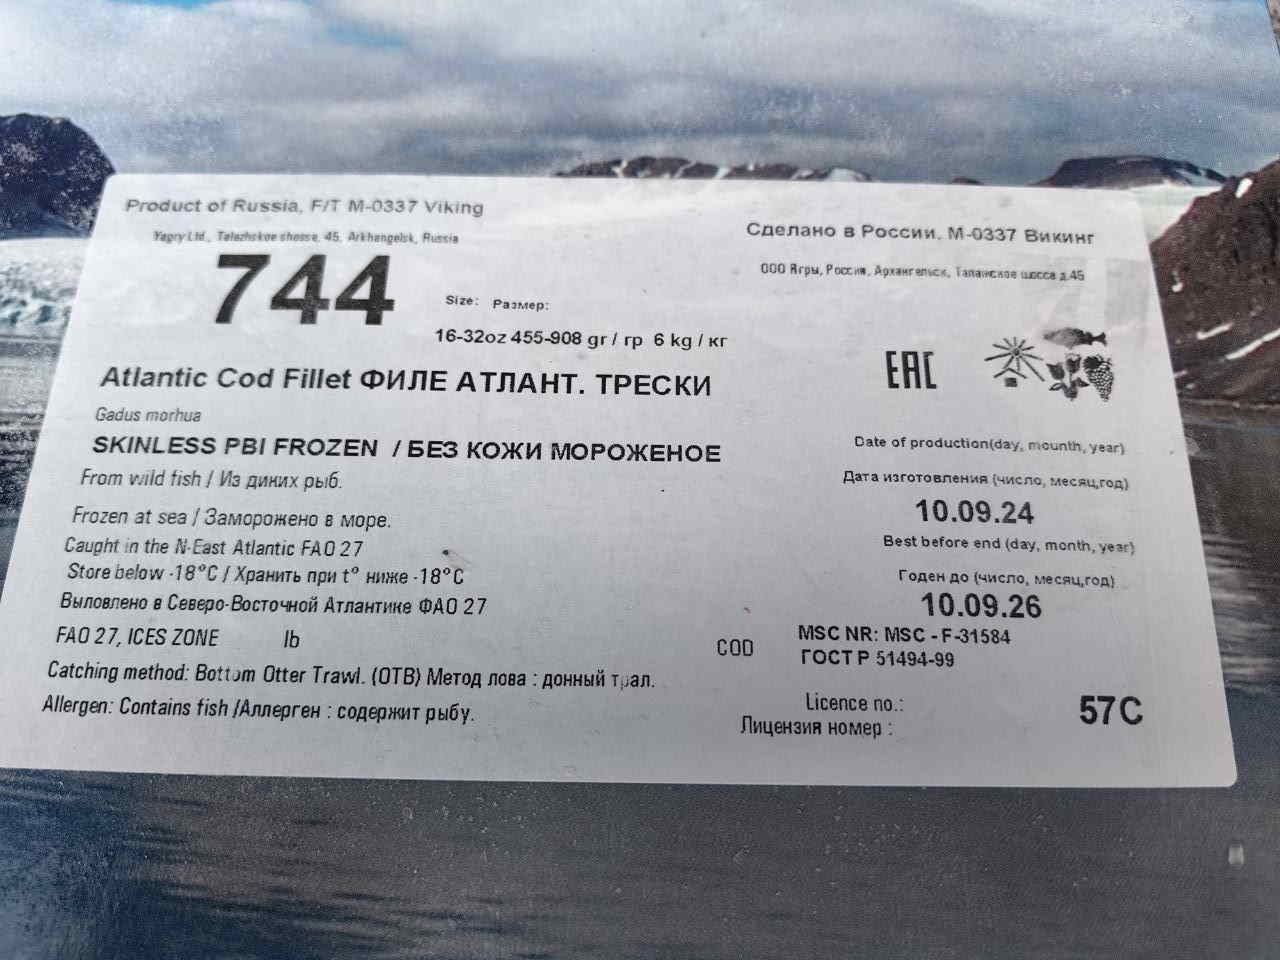 Product of Russia, F/T M-0337 Viking
Yagry Ltd., Talazhskoe shosse, 45, Arkhangelsk, Russia
Сделано в России, М-0337 Викинг
ООО Ягры, Россия, Архангельск, Талажское шоссе д.45
744
Size: Размер:
16-32oz 455-908 gr / гр 6 kg / кг
Atlantic Cod Fillet ФИЛЕ АТЛАНТ. ТРЕСКИ
Gadus morhua
SKINLESS PBI FROZEN / БЕЗ КОЖИ МОРОЖЕНОЕ
From wild fish / Из диких рыб.
Frozen at sea / Заморожено в море.
Caught in the N-East Atlantic FAO 27
Store below -18°C / Хранить при t° ниже -18°C
Выловлено в Северо-Восточной Атлантике ФАО 27
FAO 27, ICES ZONE lb
COD
Catching method: Bottom Otter Trawl. (OTB) Метод лова : донный трал.
Allergen: Contains fish /Аллерген : содержит рыбу.
EAC
Date of production(day, mounth, year)
Дата изготовления (число, месяц,год)
10.09.24
Best before end (day, month, year)
Годен до (число, месяц,год)
10.09.26
MSC NR: MSC - F-31584
ГОСТ Р 51494-99
Licence no.:
Лицензия номер :
57C